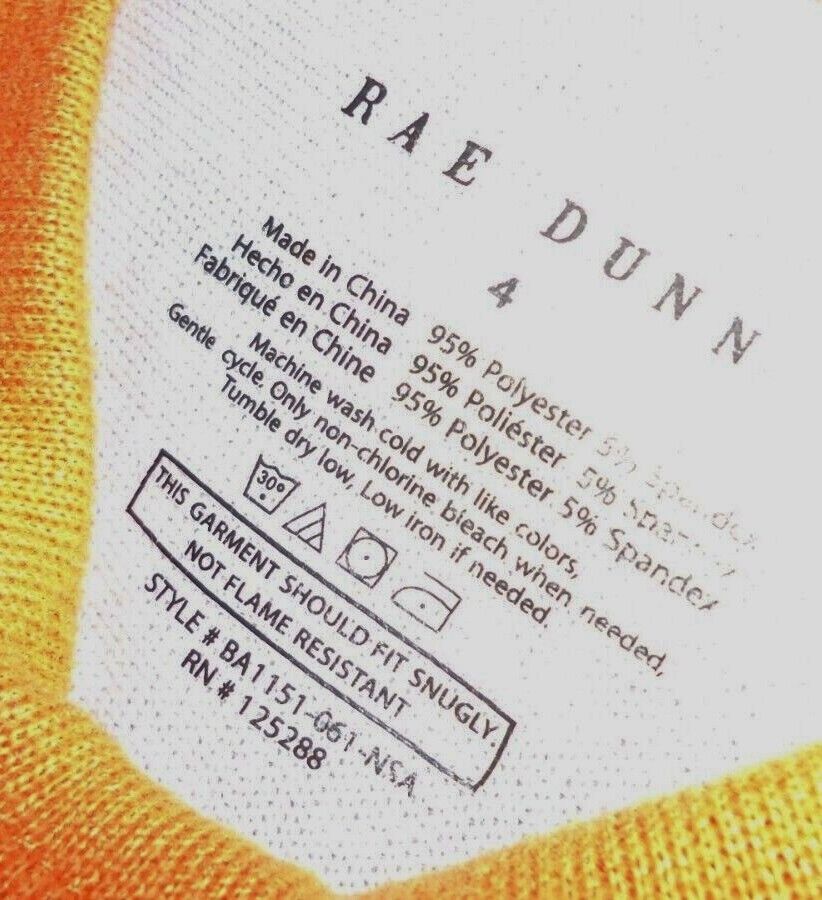 RAE DUNN
4
Made in China 95% Polyester 5% Spandex
Hecho en China 95% Poliéster 5%
Fabriqué en Chine 95% Polyester 5% Spandex
Machine wash cold with like colors,
Gentle cycle. Only non-chlorine bleach when needed,
Tumble dry low, Low iron if needed.
30°
THIS GARMENT SHOULD FIT SNUGLY.
NOT FLAME RESISTANT
STYLE # BA1151-061-NSA
RN # 125288